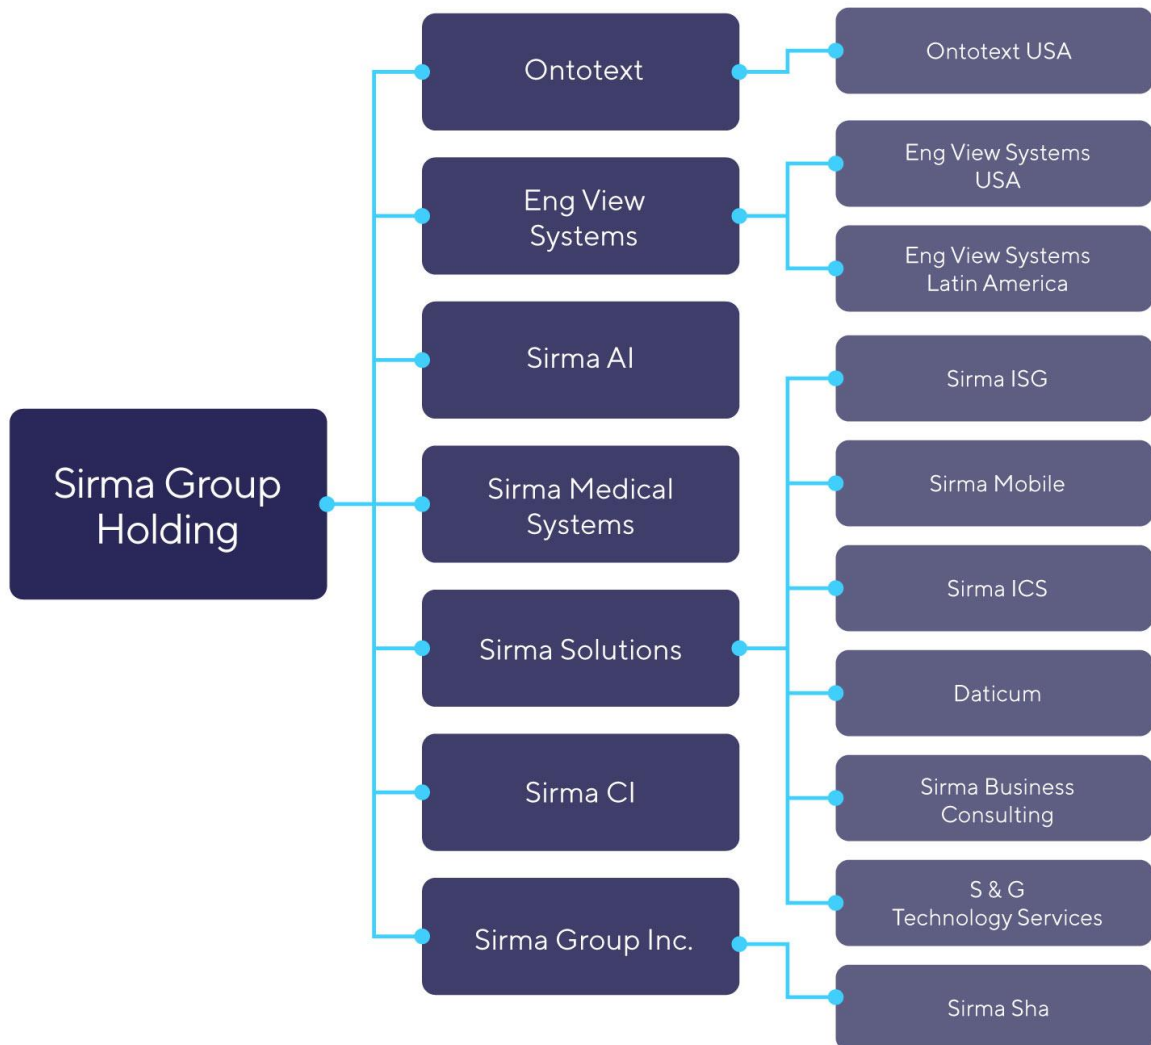 Ontotext
Ontotext USA
Eng View Systems
USA
Eng View
Systems
Eng View Systems
Latin America
Sirma AI
Sirma ISG
Sirma Group
Holding
Sirma Medical
Systems
Sirma Mobile
Sirma ICS
Sirma Solutions
Daticum
Sirma CI
Sirma Business
Consulting
S & G
Technology Services
Sirma Group Inc.
Sirma Sha